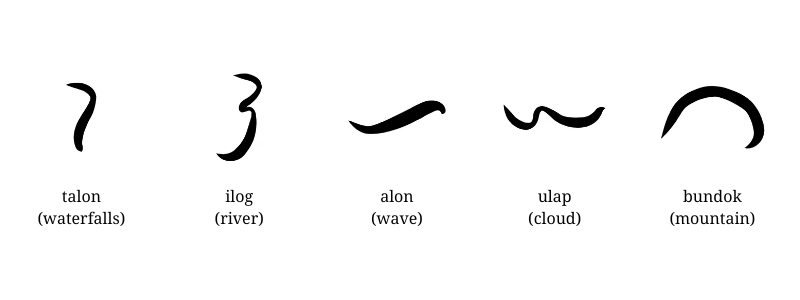 talon
(waterfalls)
ilog
(river)
alon
(wave)
ulap
(cloud)
bundok
(mountain)